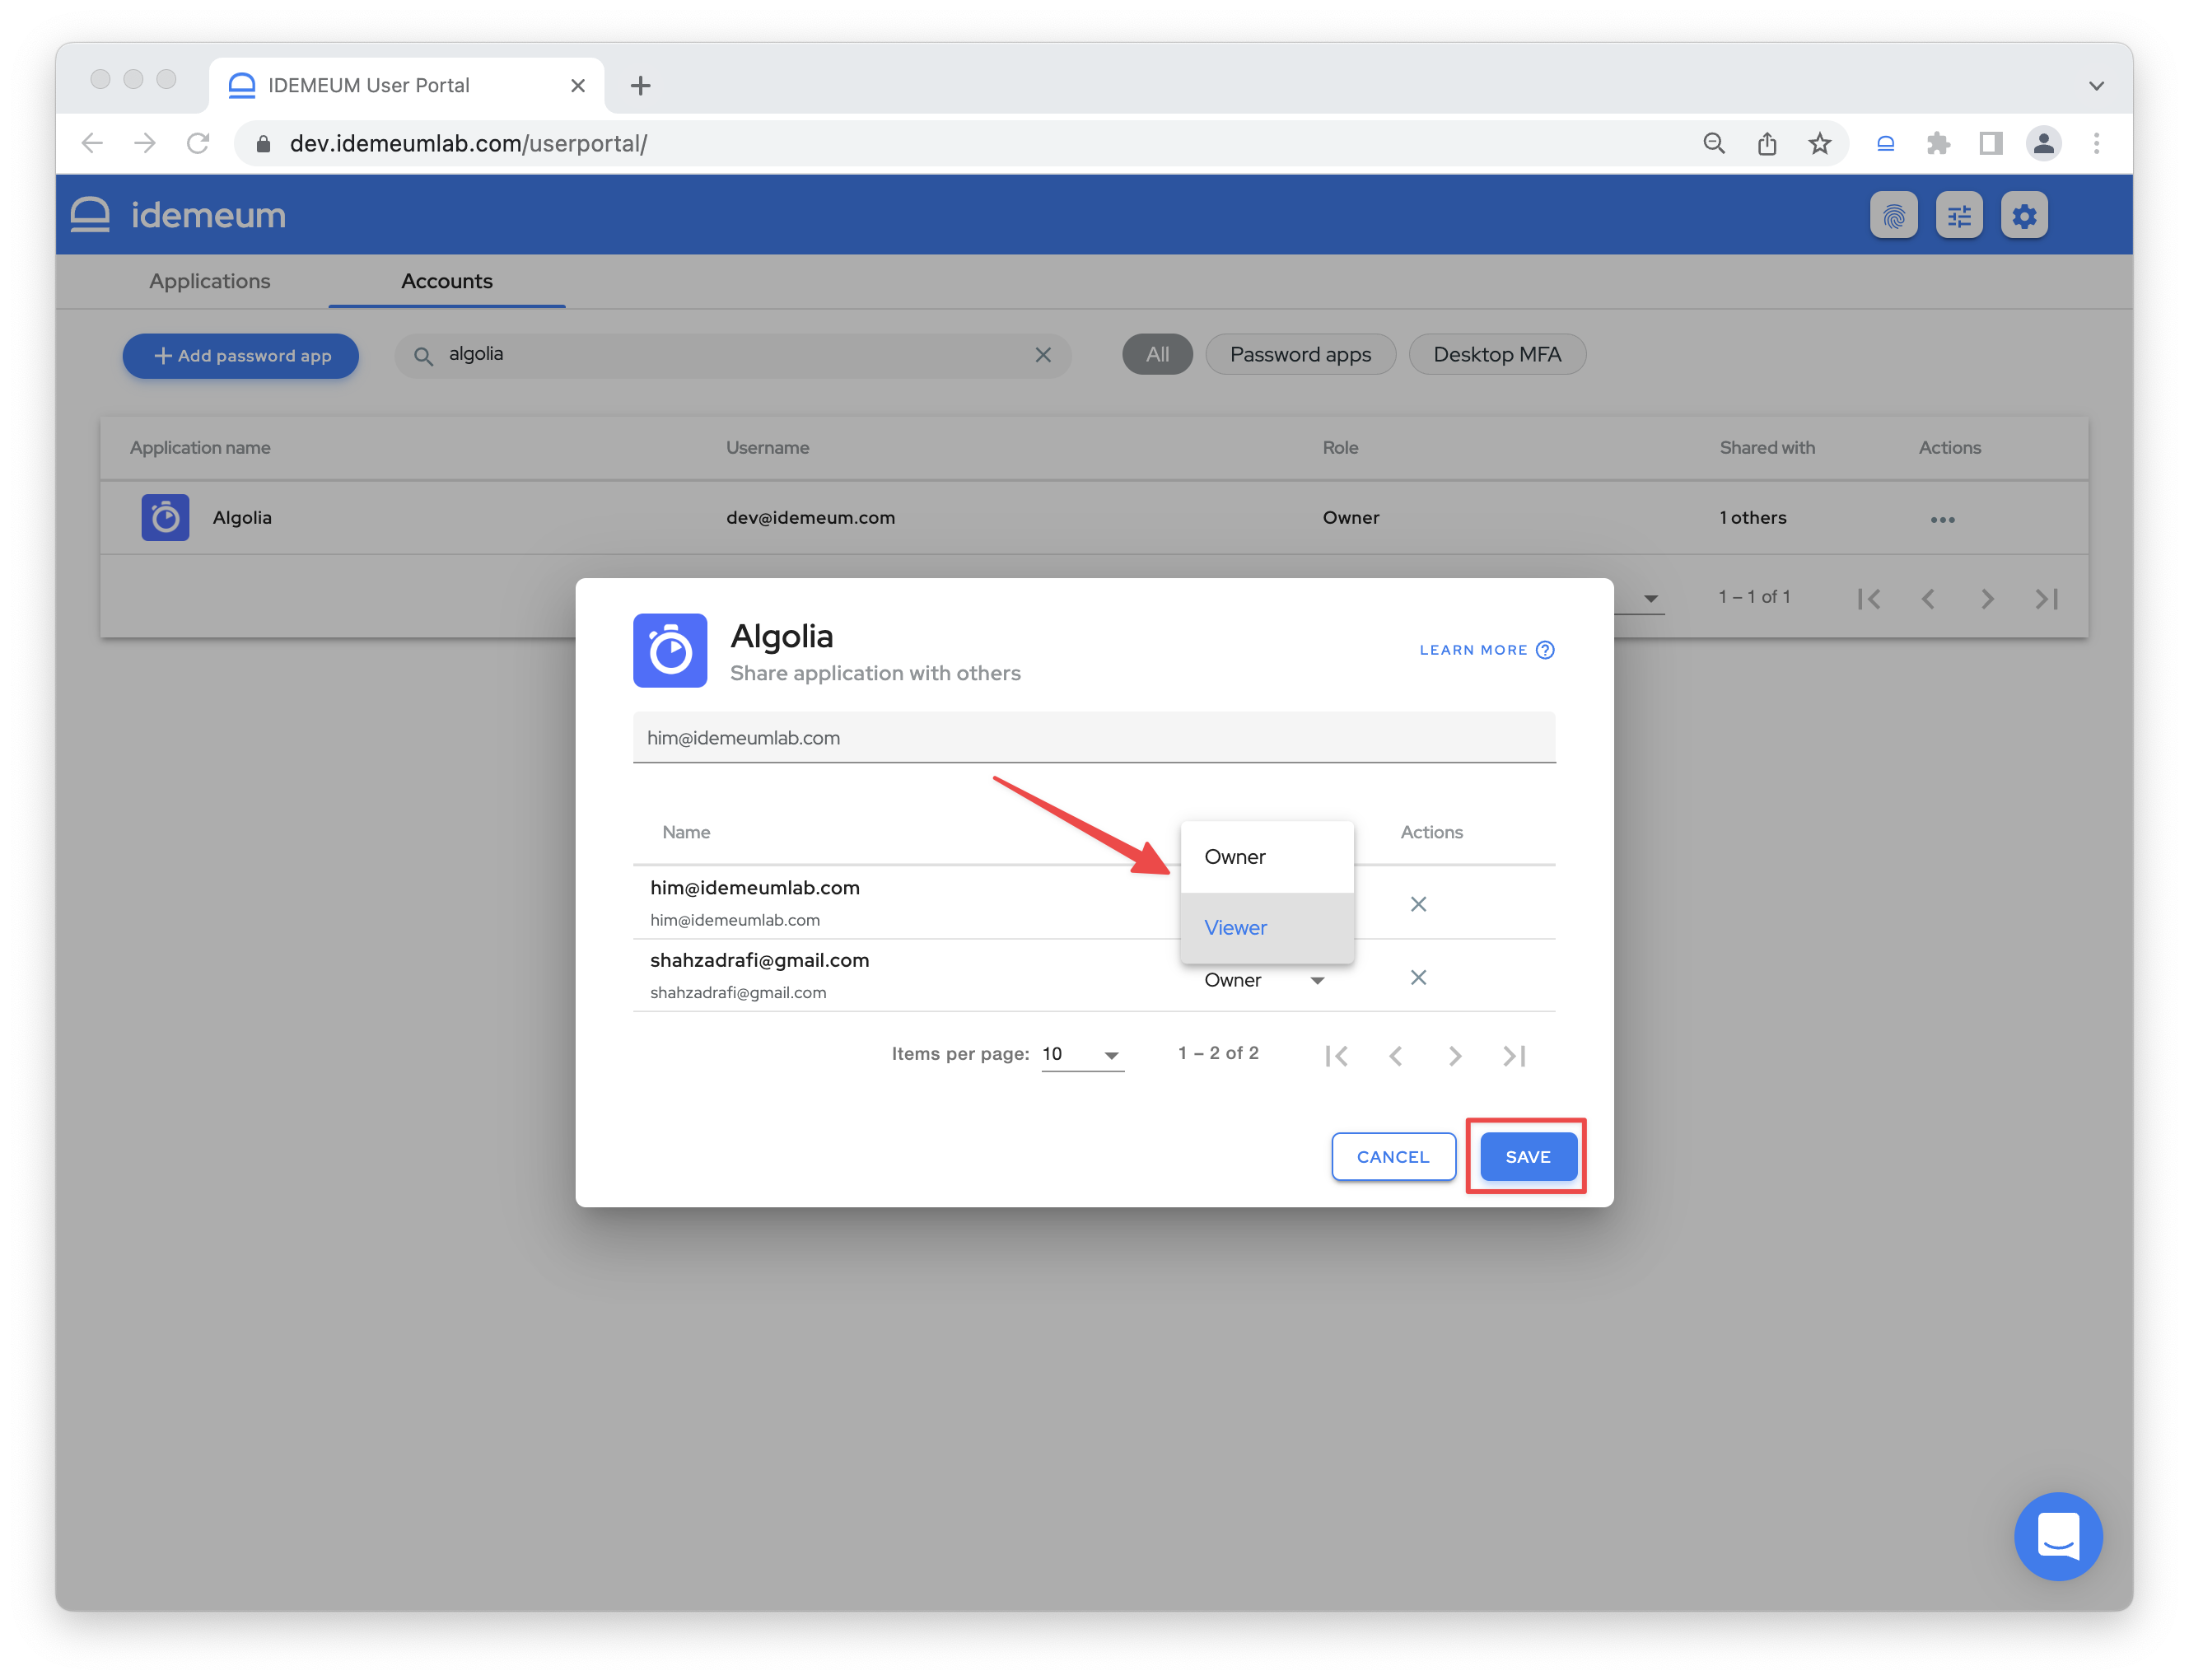 IDEMEUM User Portal
dev.idemeumlab.com/userportal/
idemeum
Applications Accounts
Add password app algolia All Password apps Desktop MFA
Application name Username Role Shared with Actions
Algolia dev@idemeum.com Owner 1 others
1 – 1 of 1
Algolia
Share application with others
LEARN MORE
him@idemeumlab.com
Name Actions
Owner
him@idemeumlab.com
him@idemeumlab.com
Viewer
shahzadrafi@gmail.com
Owner
shahzadrafi@gmail.com
Items per page: 10 1 – 2 of 2
CANCEL SAVE